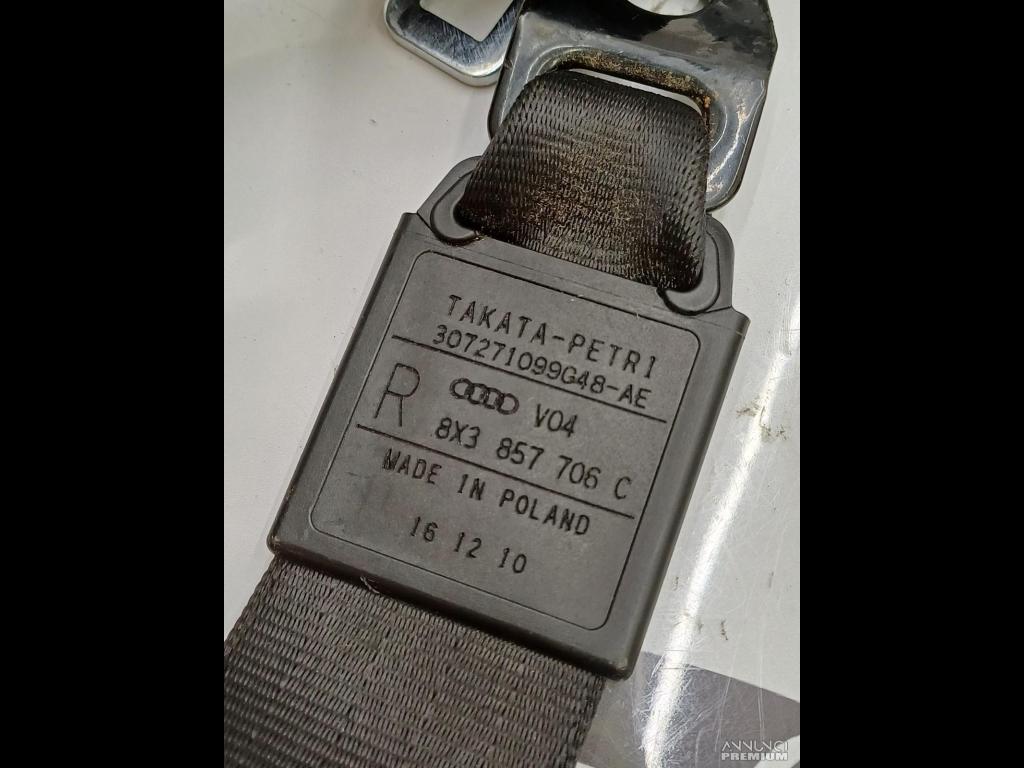 TAKATA-PETRI
307271099G48-AE
R
V04
8X3 857 706 C
MADE IN POLAND
16 12 10
ANNUNCI
PREMIUM